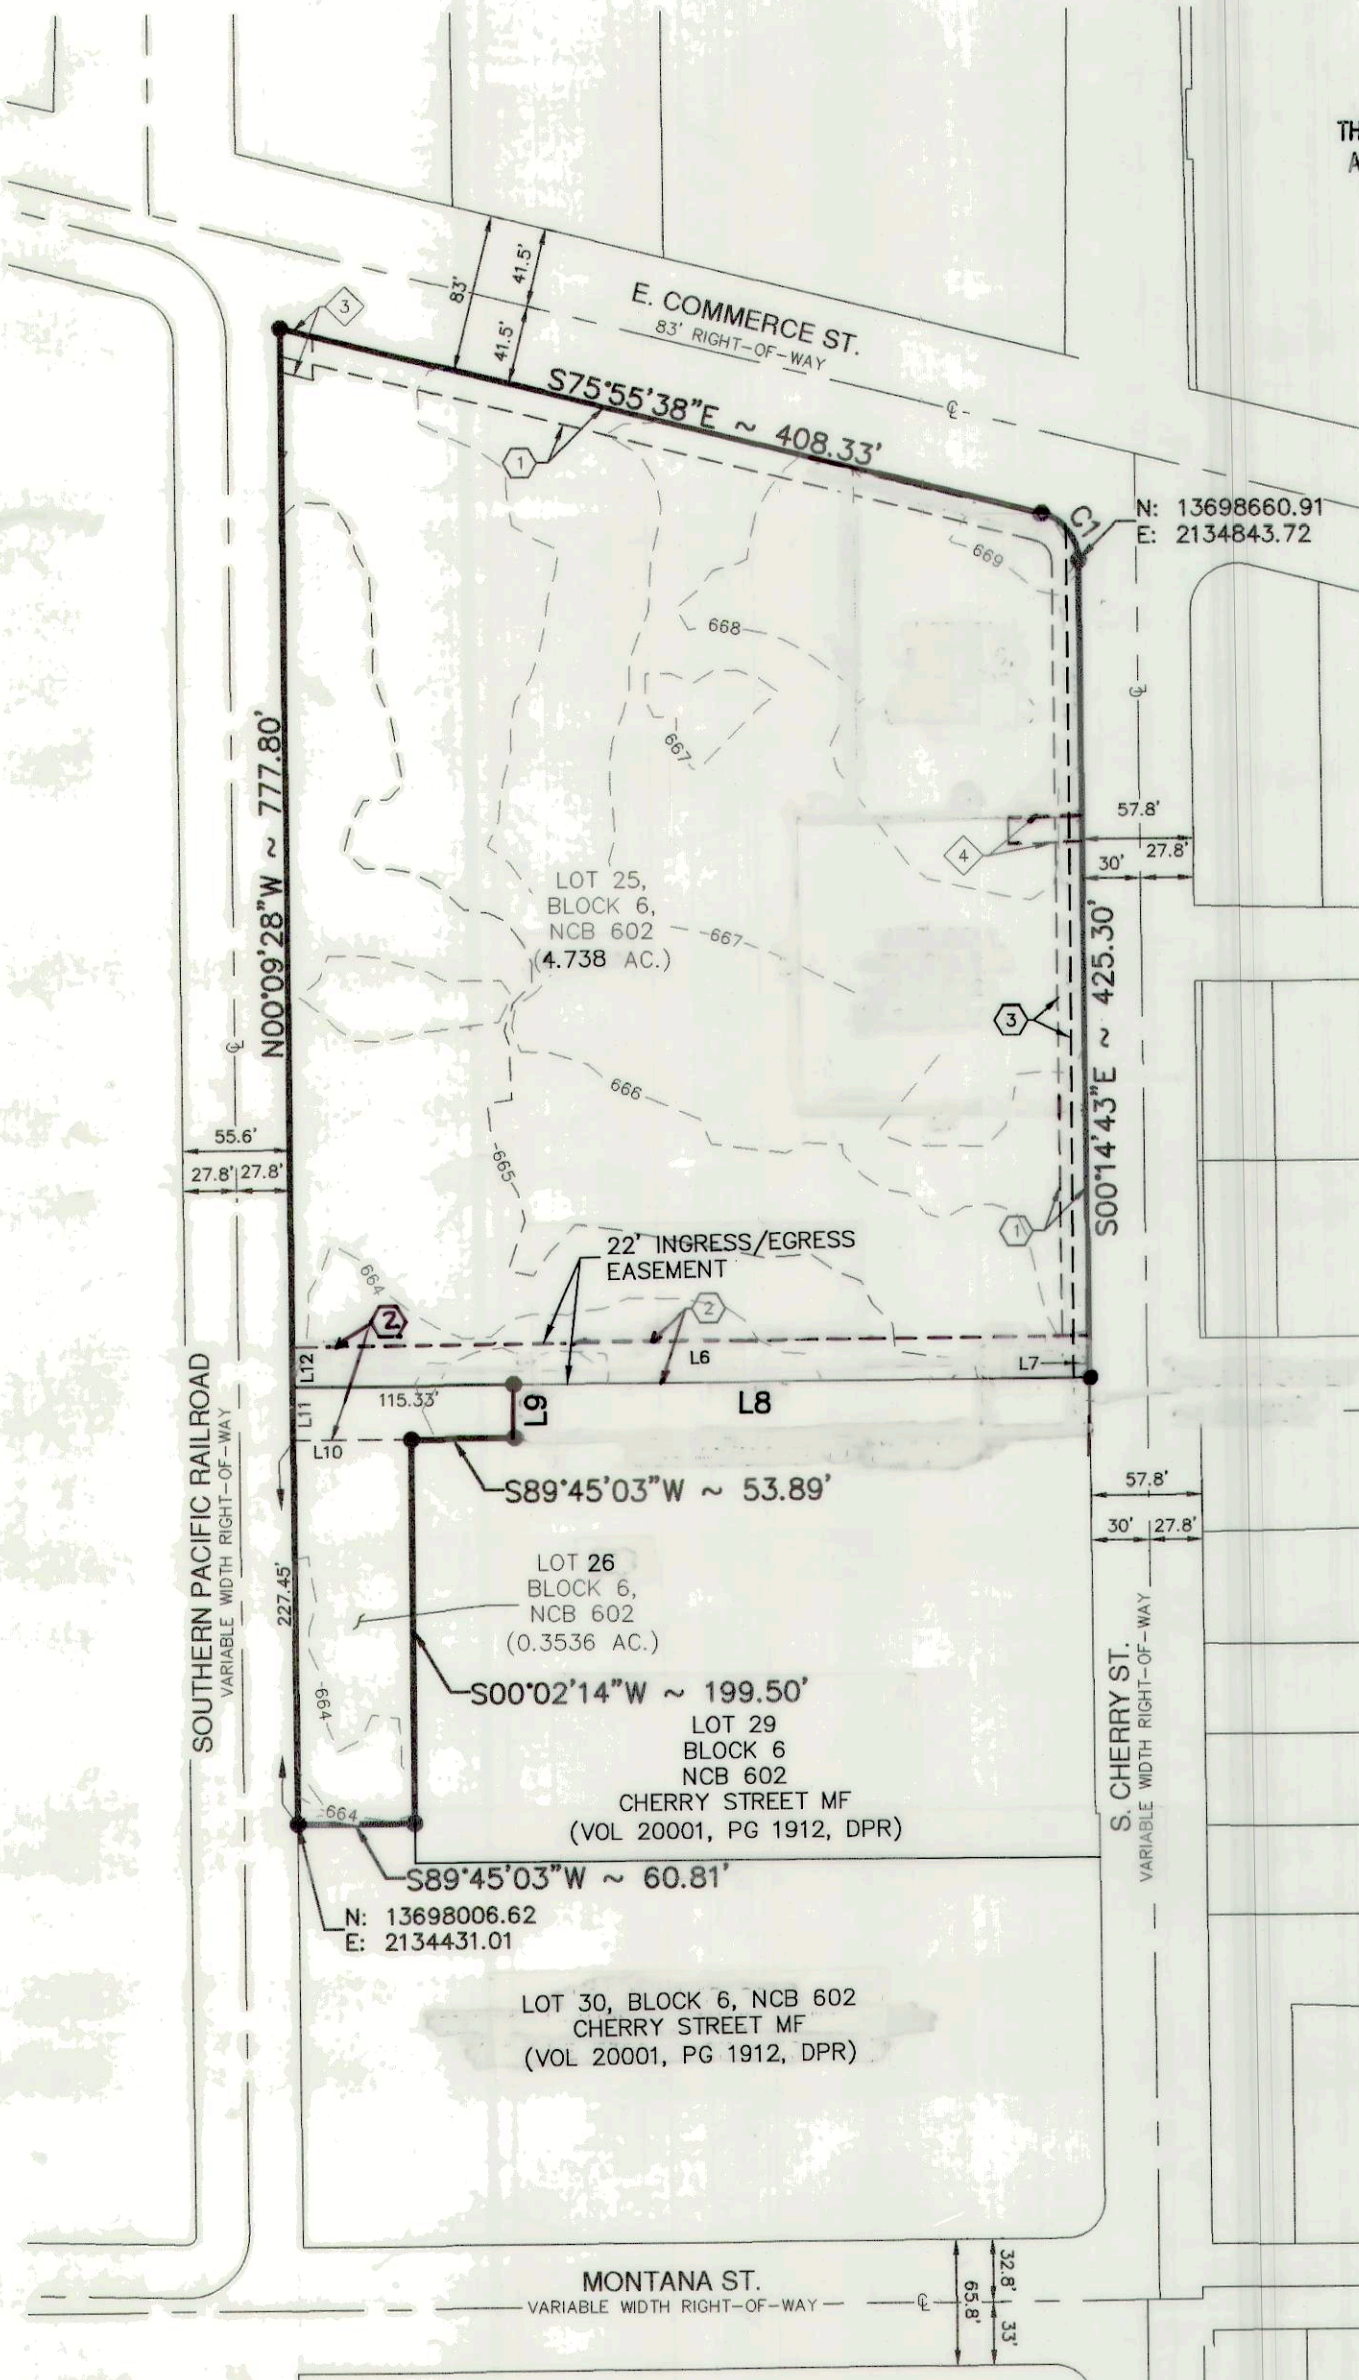 TH
A
3
83'
41.5'
41.5'
E. COMMERCE ST.
83' RIGHT-OF-WAY
℄
S75°55'38"E ~ 408.33'
1
C1
N: 13698660.91
E: 2134843.72
669
668
℄
667
N00°09'28"W ~ 777.80'
57.8'
30'
27.8'
4
LOT 25,
BLOCK 6,
NCB 602
(4.738 AC.)
667
℄
3
S00°14'43"E ~ 425.30'
666
55.6'
27.8'
27.8'
665
1
22' INGRESS/EGRESS
EASEMENT
664
2
2
L12
L6
L7
115.33'
L9
L8
L11
L10
S89°45'03"W ~ 53.89'
57.8'
30'
27.8'
SOUTHERN PACIFIC RAILROAD
VARIABLE WIDTH RIGHT-OF-WAY
227.45'
LOT 26
BLOCK 6,
NCB 602
(0.3536 AC.)
S00°02'14"W ~ 199.50'
664
LOT 29
BLOCK 6
NCB 602
CHERRY STREET MF
(VOL 20001, PG 1912, DPR)
S. CHERRY ST.
VARIABLE WIDTH RIGHT-OF-WAY
664
S89°45'03"W ~ 60.81'
N: 13698006.62
E: 2134431.01
LOT 30, BLOCK 6, NCB 602
CHERRY STREET MF
(VOL 20001, PG 1912, DPR)
MONTANA ST.
VARIABLE WIDTH RIGHT-OF-WAY
℄
32.8'
65.8'
33'